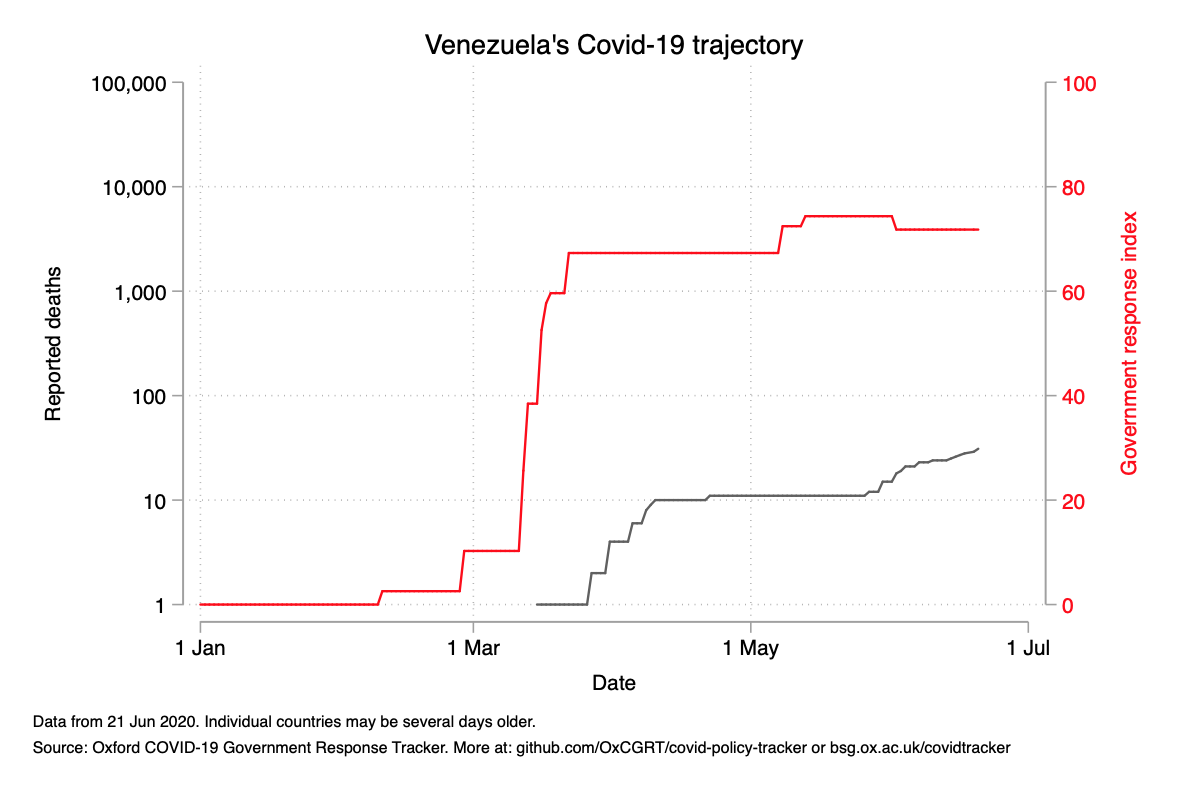 Venezuela's Covid-19 trajectory
100,000
10,000
1,000
100
10
1
Reported deaths
100
80
60
40
20
0
Government response index
1 Jan
1 Mar
1 May
1 Jul
Date
Data from 21 Jun 2020. Individual countries may be several days older.
Source: Oxford COVID-19 Government Response Tracker. More at: github.com/OxCGRT/covid-policy-tracker or bsg.ox.ac.uk/covidtracker